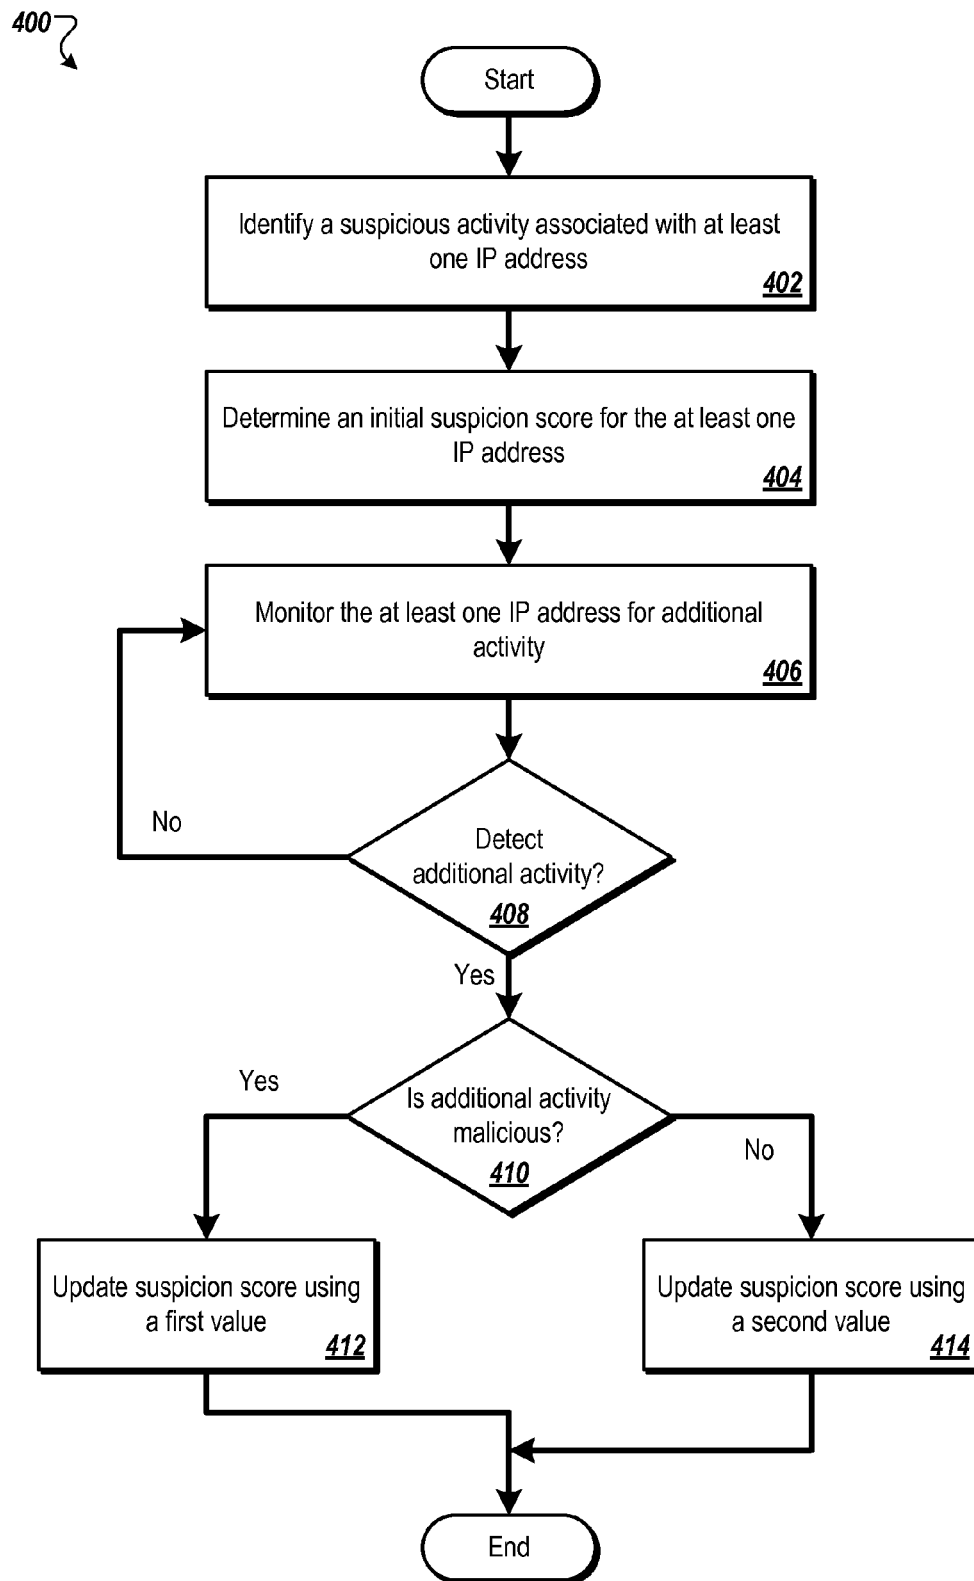 400
Start
Identify a suspicious activity associated with at least
one IP address
402
Determine an initial suspicion score for the at least one
IP address
404
Monitor the at least one IP address for additional
activity
406
No
Detect
additional activity?
408
Yes
Yes
Is additional activity
malicious?
410
No
Update suspicion score using
a first value
412
Update suspicion score using
a second value
414
End